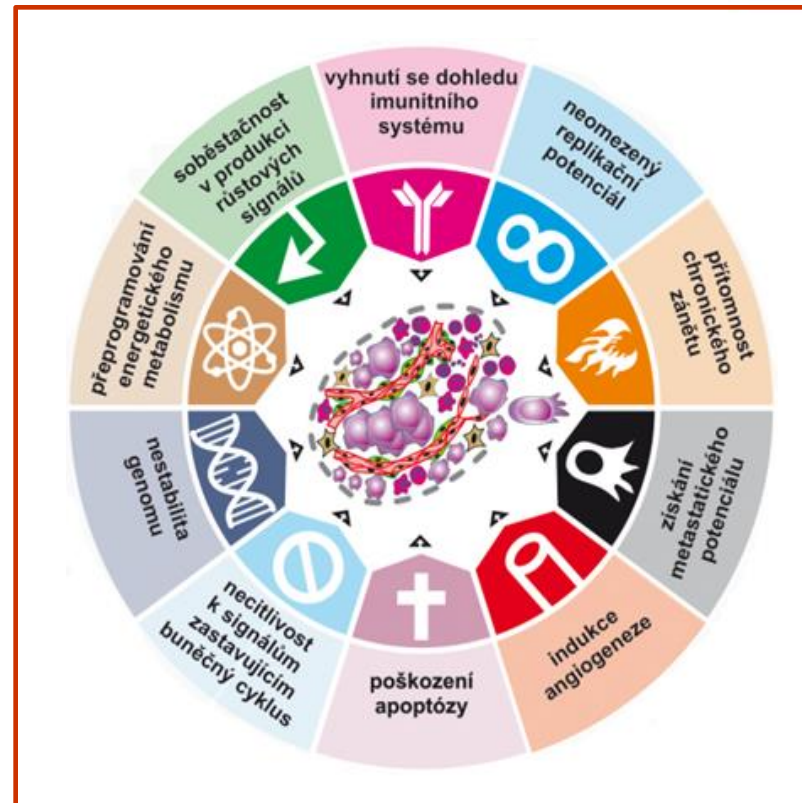 vyhnutí se dohledu
imunitního
systému
neomezený
replikační
potenciál
přítomnost
chronického
zánětu
získání
metastatického
potenciálu
indukce
angiogeneze
poškození
apoptózy
necitlivost
k signálům
zastavujícím
buněčný cyklus
nestabilita
genomu
přeprogramování
energetického
metabolismu
soběstačnost
v produkci
růstových
signálů